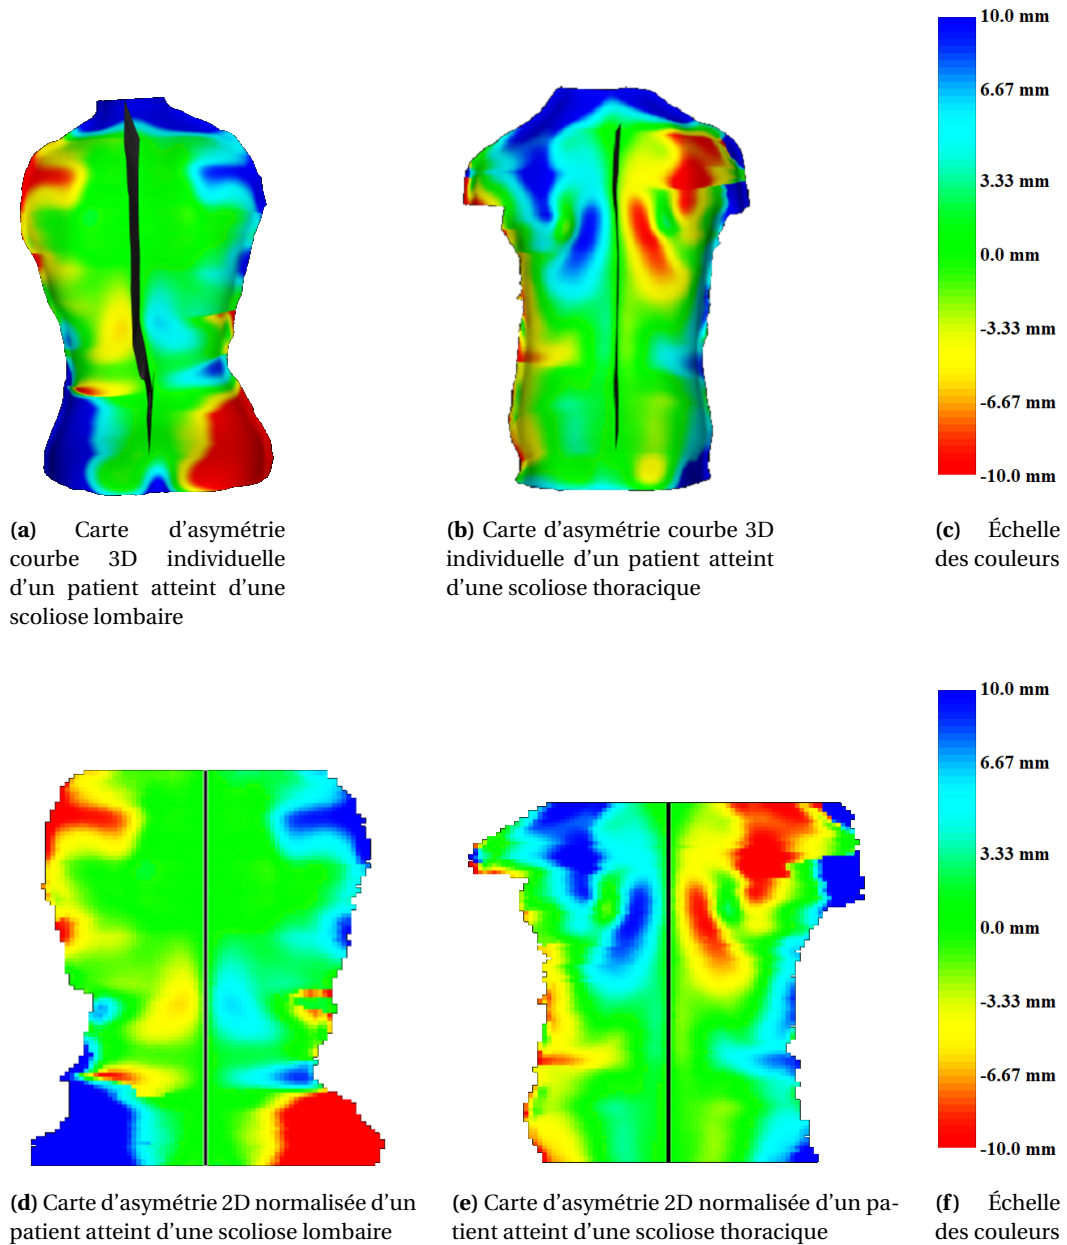 10.0 mm
6.67 mm
3.33 mm
0.0 mm
-3.33 mm
-6.67 mm
-10.0 mm
(a) Carte d'asymétrie
courbe 3D individuelle
d'un patient atteint d'une
scoliose lombaire
(b) Carte d'asymétrie courbe 3D
individuelle d'un patient atteint
d'une scoliose thoracique
(c) Échelle
des couleurs
10.0 mm
6.67 mm
3.33 mm
0.0 mm
-3.33 mm
-6.67 mm
-10.0 mm
(d) Carte d'asymétrie 2D normalisée d'un
patient atteint d'une scoliose lombaire
(e) Carte d'asymétrie 2D normalisée d'un pa-
tient atteint d'une scoliose thoracique
(f) Échelle
des couleurs